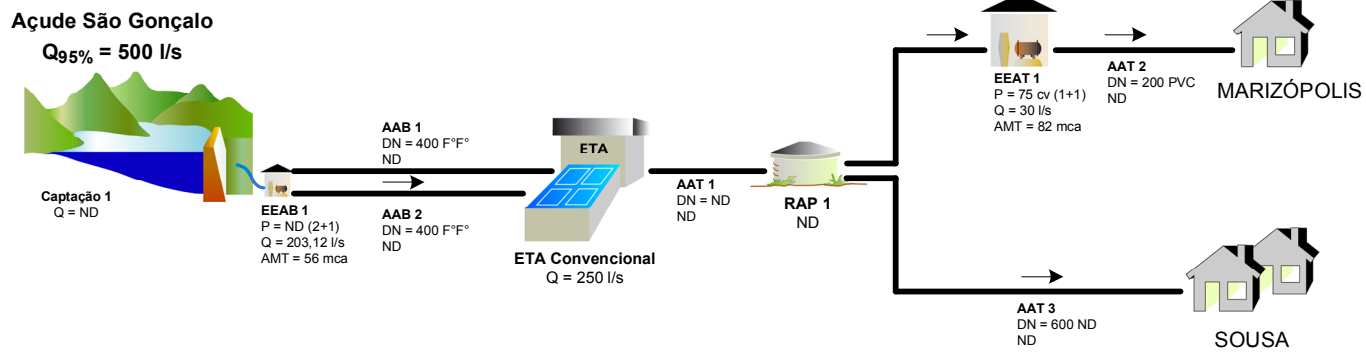 Açude São Gonçalo
Q95% = 500 l/s
Captação 1
Q = ND
EEAB 1
P = ND (2+1)
Q = 203,12 l/s
AMT = 56 mca
AAB 1
DN = 400 F°F°
ND
AAB 2
DN = 400 F°F°
ND
ETA
ETA Convencional
Q = 250 l/s
AAT 1
DN = ND
ND
RAP 1
ND
EEAT 1
P = 75 cv (1+1)
Q = 30 l/s
AMT = 82 mca
AAT 2
DN = 200 PVC
ND
MARIZÓPOLIS
AAT 3
DN = 600 ND
ND
SOUSA